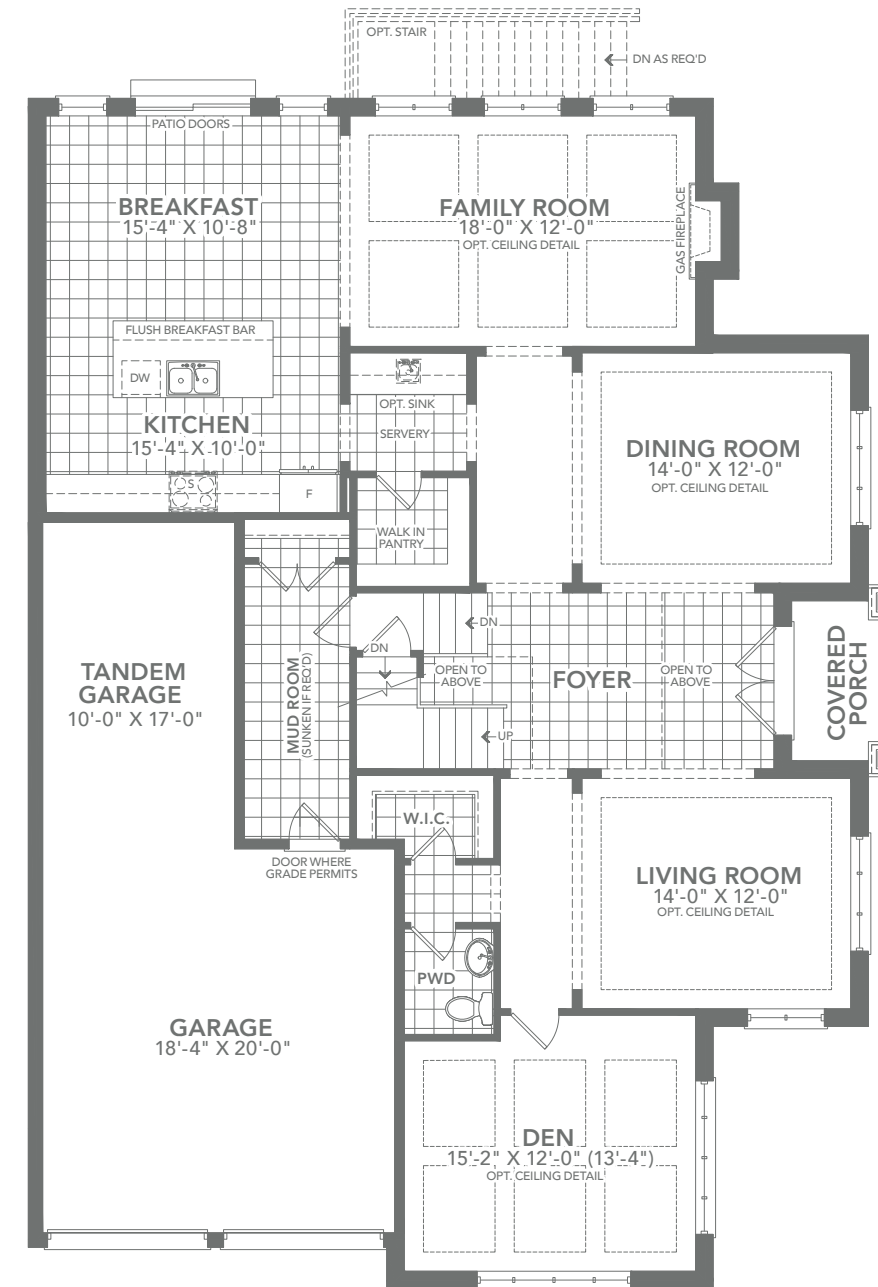 OPT. STAIR
DN AS REQ'D
PATIO DOORS
BREAKFAST
15'-4" X 10'-8"
FAMILY ROOM
18'-0" X 12'-0"
OPT. CEILING DETAIL
GAS FIREPLACE
FLUSH BREAKFAST BAR
DW
KITCHEN
15'-4" X 10'-0"
S
F
OPT. SINK
SERVERY
WALK IN
PANTRY
DINING ROOM
14'-0" X 12'-0"
OPT. CEILING DETAIL
TANDEM
GARAGE
10'-0" X 17'-0"
MUD ROOM
(SUNKEN IF REQ'D)
DN
DN
OPEN TO
ABOVE
UP
FOYER
OPEN TO
ABOVE
COVERED
PORCH
W.I.C.
DOOR WHERE
GRADE PERMITS
LIVING ROOM
14'-0" X 12'-0"
OPT. CEILING DETAIL
PWD
GARAGE
18'-4" X 20'-0"
DEN
15'-2" X 12'-0" (13'-4")
OPT. CEILING DETAIL